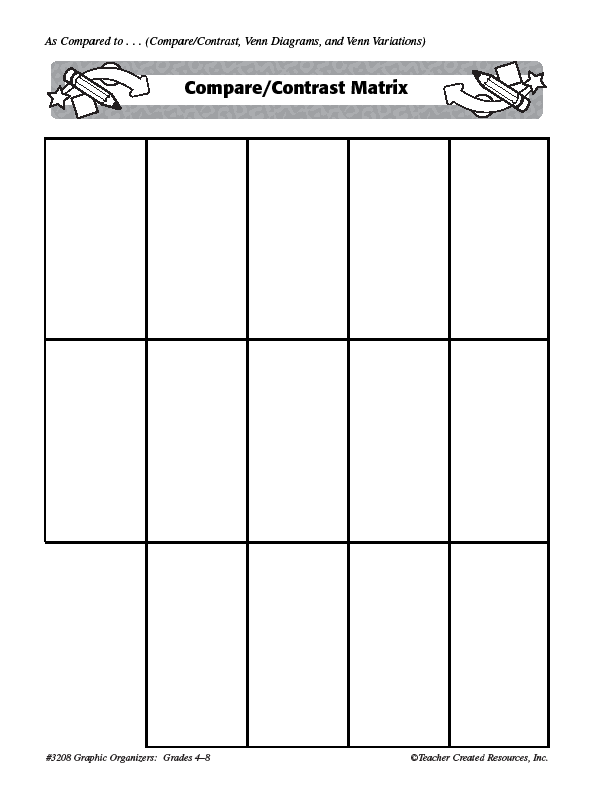 As Compared to . . . (Compare/Contrast, Venn Diagrams, and Venn Variations)
Compare/Contrast Matrix
#3208 Graphic Organizers: Grades 4–8
©Teacher Created Resources, Inc.